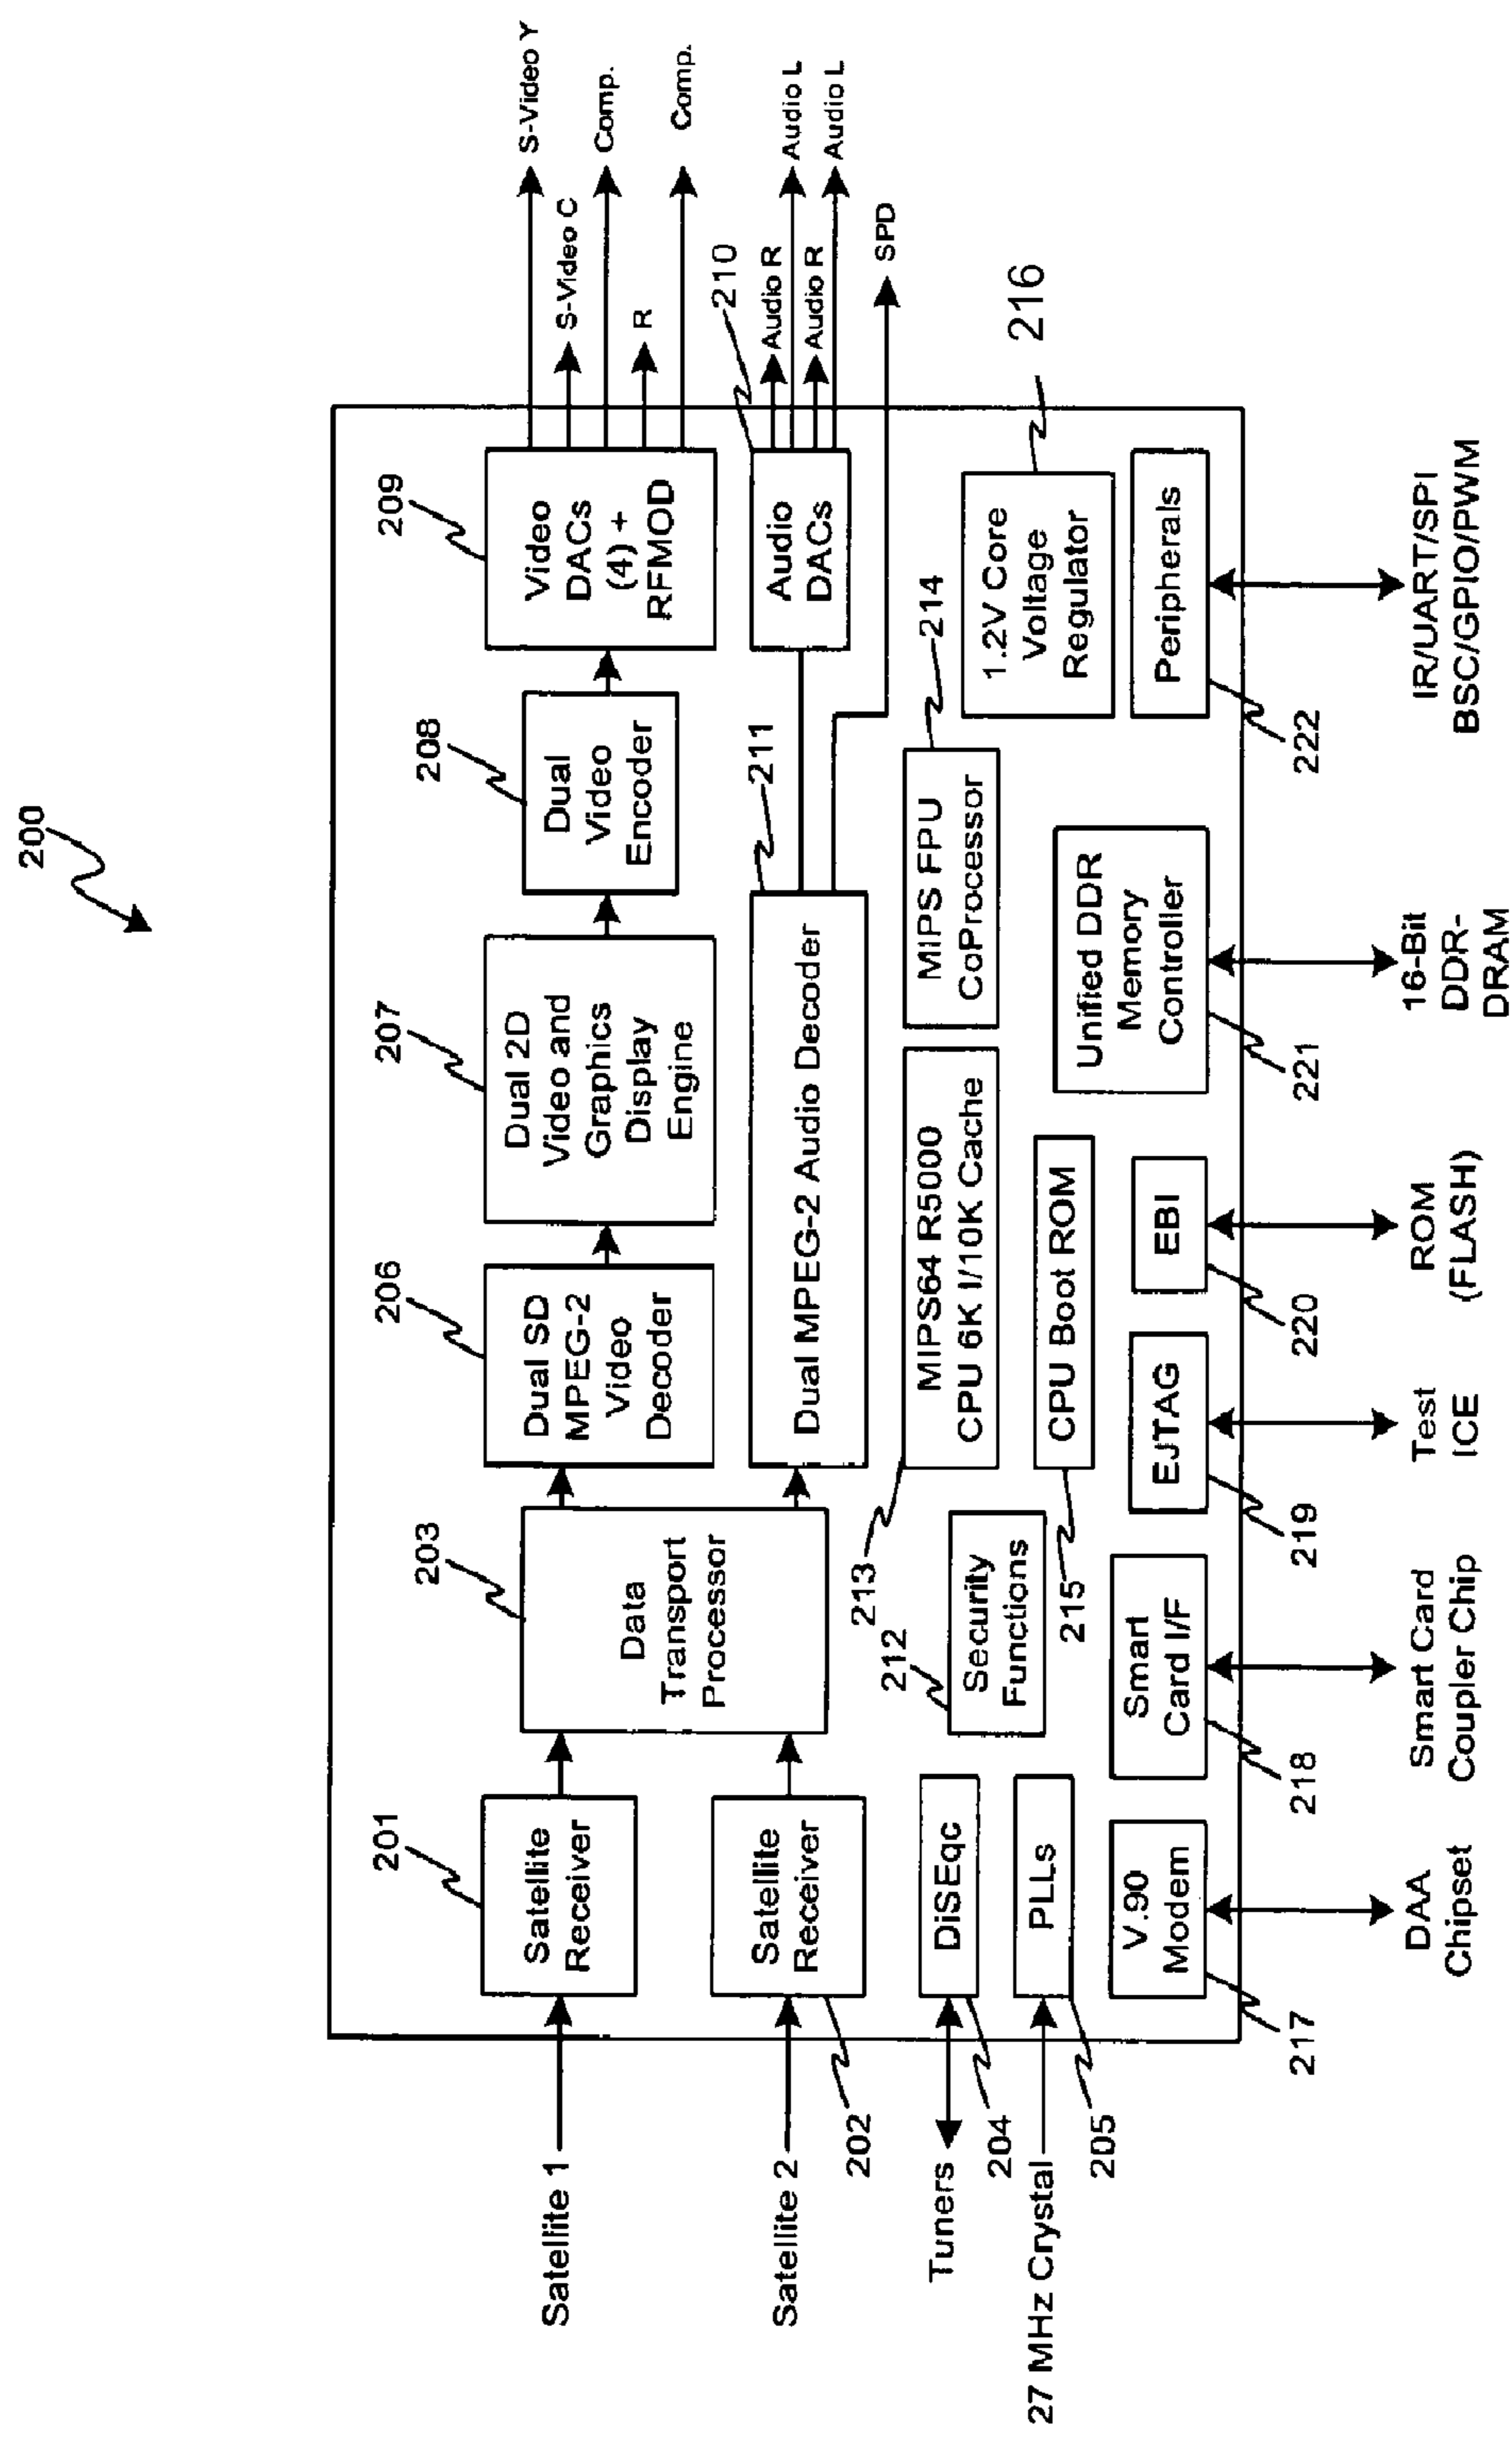 200
S-Video Y
S-Video C
Comp.
R
Comp.
209
Video
DACs
(4) +
RFMOD
208
Dual
Video
Encoder
207
Dual 2D
Video and
Graphics
Display
Engine
206
Dual SD
MPEG-2
Video
Decoder
203
Data
Transport
Processor
201
Satellite
Receiver
Satellite 1
210
Audio R
Audio L
Audio R
Audio L
SPD
Audio
DACs
211
Dual MPEG-2 Audio Decoder
Satellite
Receiver
Satellite 2
202
216
1.2V Core
Voltage
Regulator
214
MIPS FPU
CoProcessor
213
MIPS64 R5000
CPU 6K I/10K Cache
212
Security
Functions
215
CPU Boot ROM
DiSEqc
Tuners
204
PLLs
27 MHz Crystal
205
V.90
Modem
217
DAA
Chipset
Smart
Card I/F
218
Smart Card
Coupler Chip
EJTAG
219
Test
ICE
EBI
220
ROM
(FLASH)
Unified DDR
Memory
Controller
221
16-Bit
DDR-
DRAM
Peripherals
222
IR/UART/SPI
BSC/GPIO/PWM